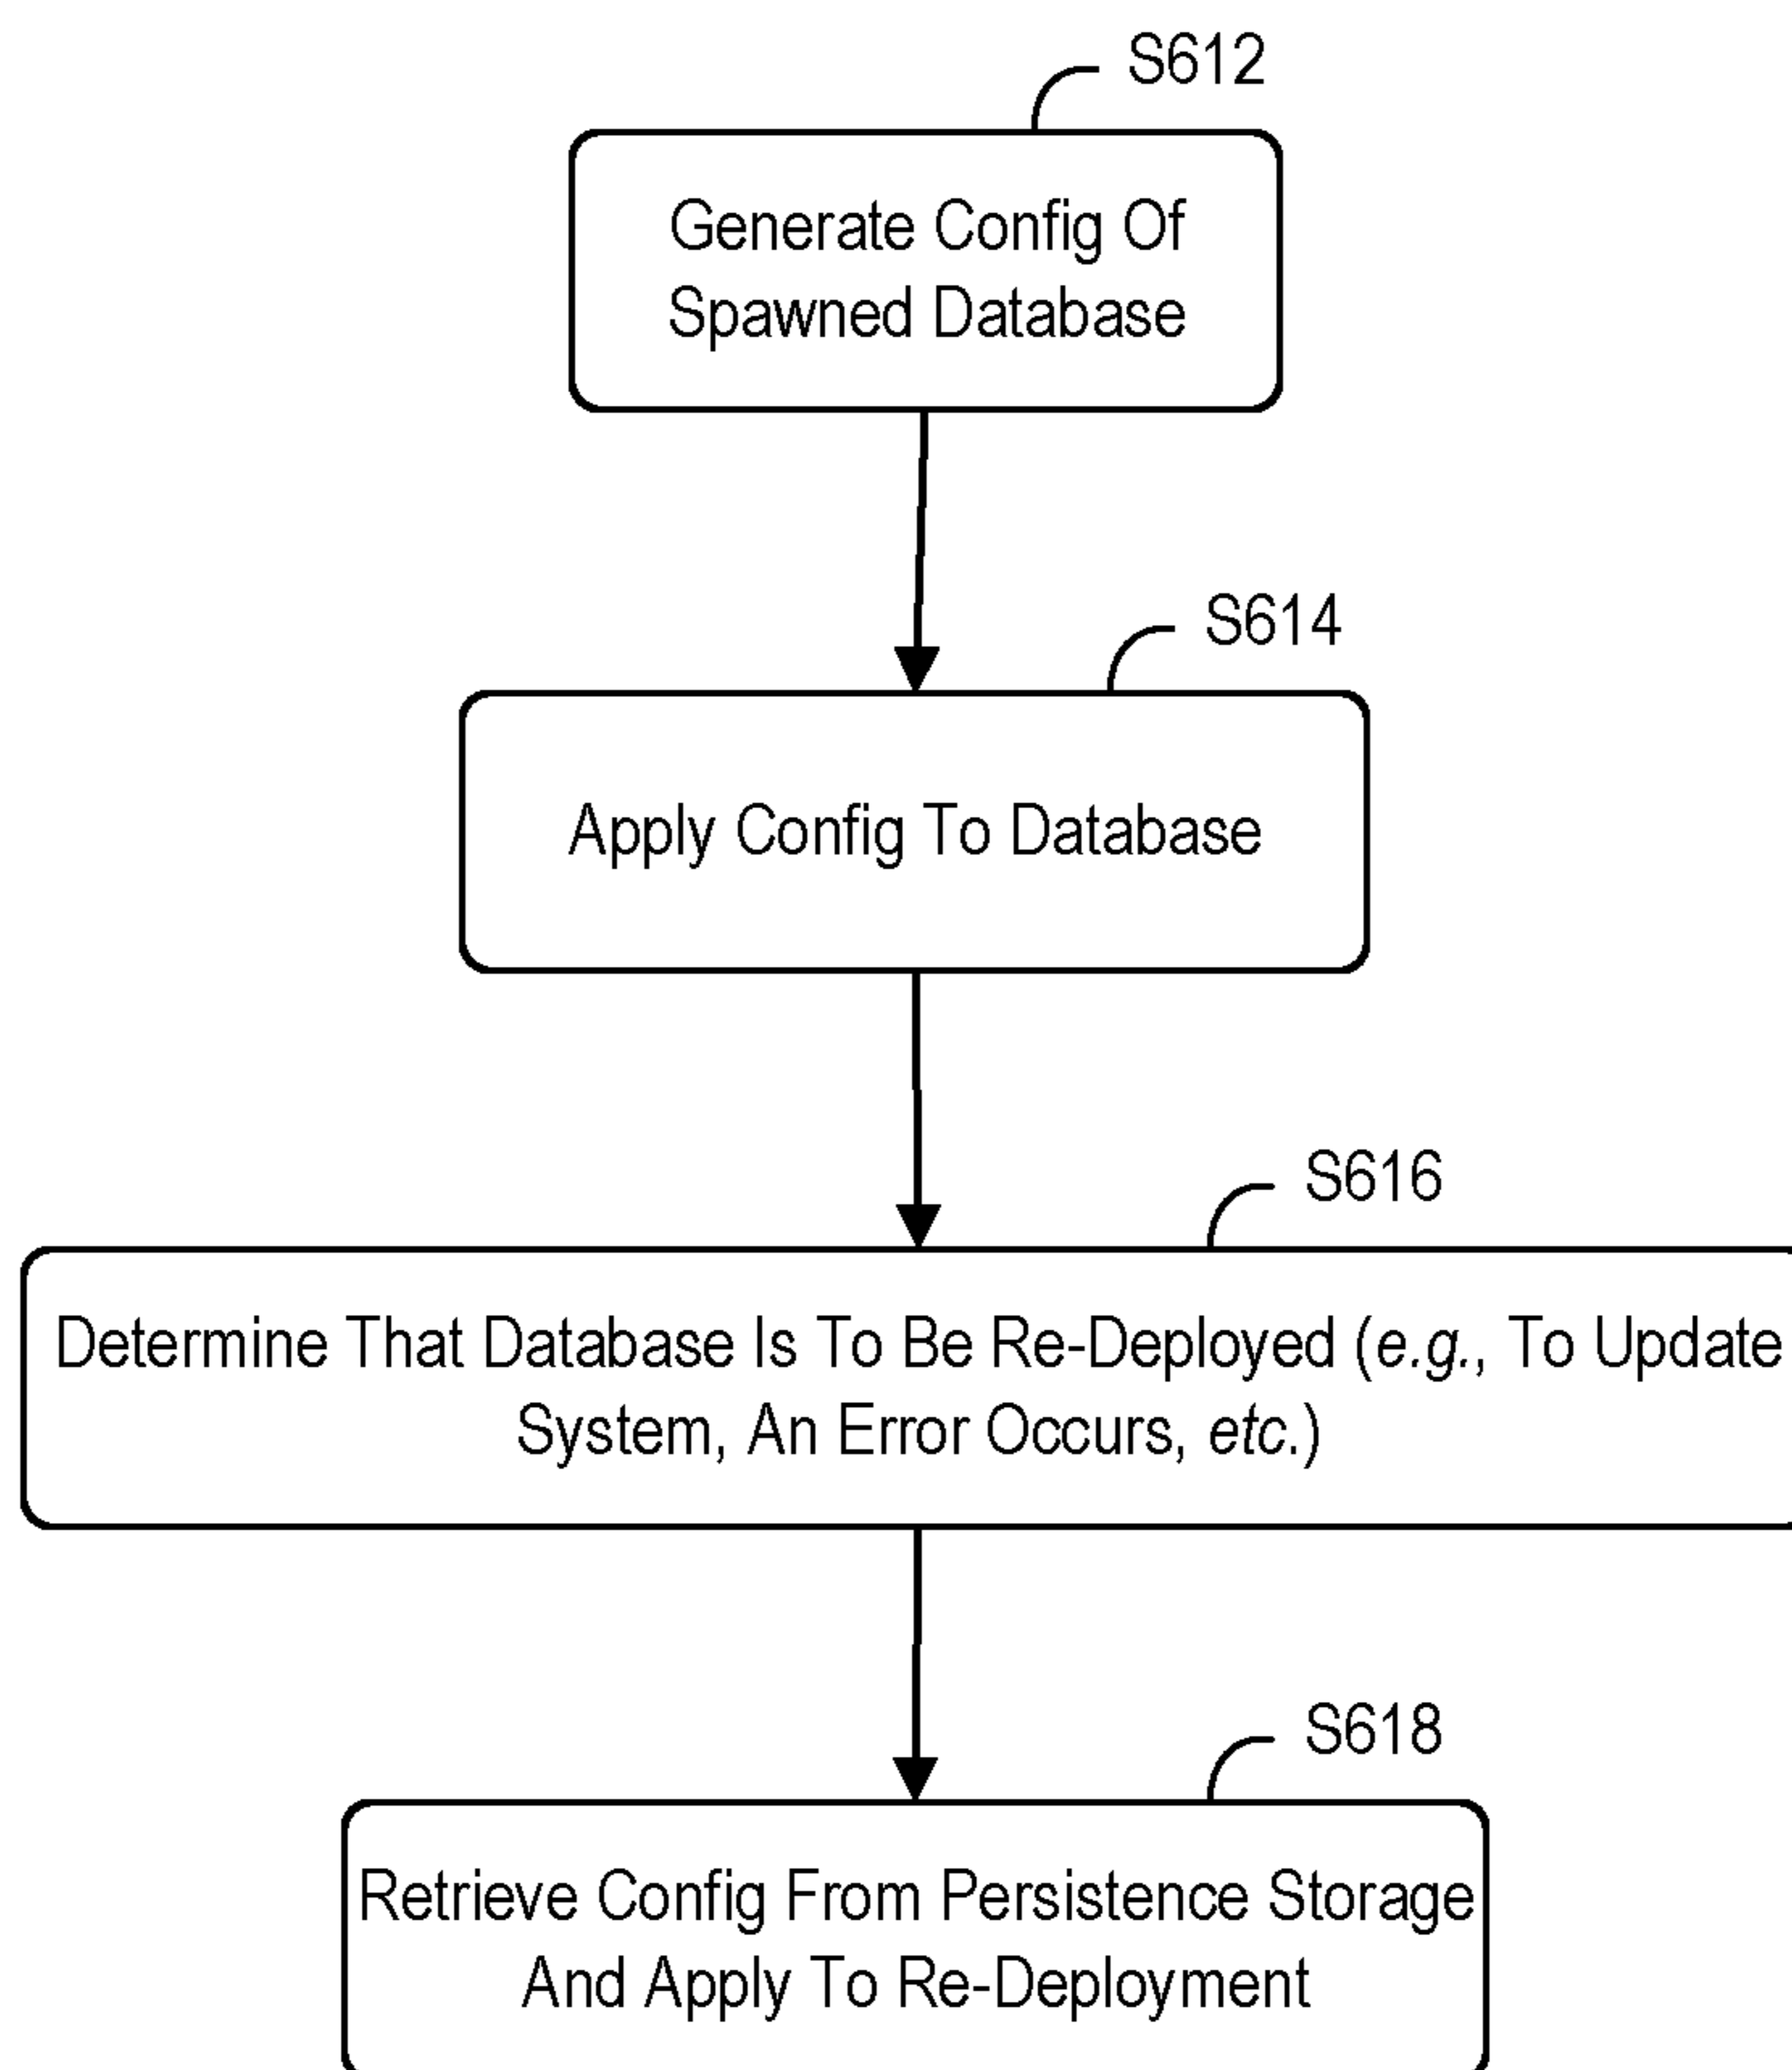 S612
Generate Config Of
Spawned Database
S614
Apply Config To Database
S616
Determine That Database Is To Be Re-Deployed (e.g., To Update
System, An Error Occurs, etc.)
S618
Retrieve Config From Persistence Storage
And Apply To Re-Deployment